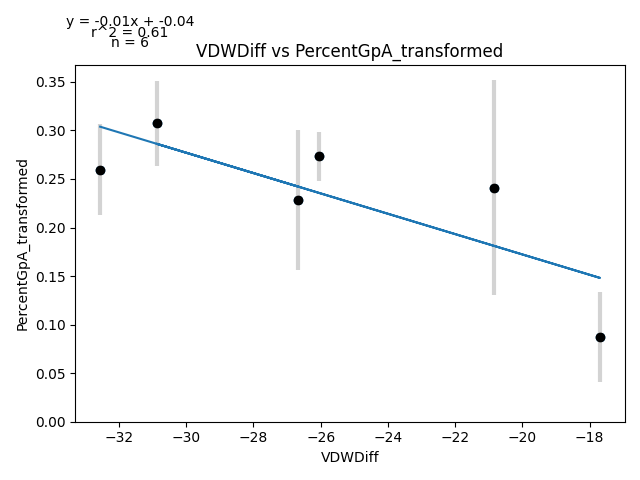 y = -0.01x + -0.04
r^2 = 0.61
n = 6
VDWDiff vs PercentGpA_transformed
0.35
0.30
0.25
0.20
0.15
0.10
0.05
0.00
PercentGpA_transformed
−32
−30
−28
−26
−24
−22
−20
−18
VDWDiff